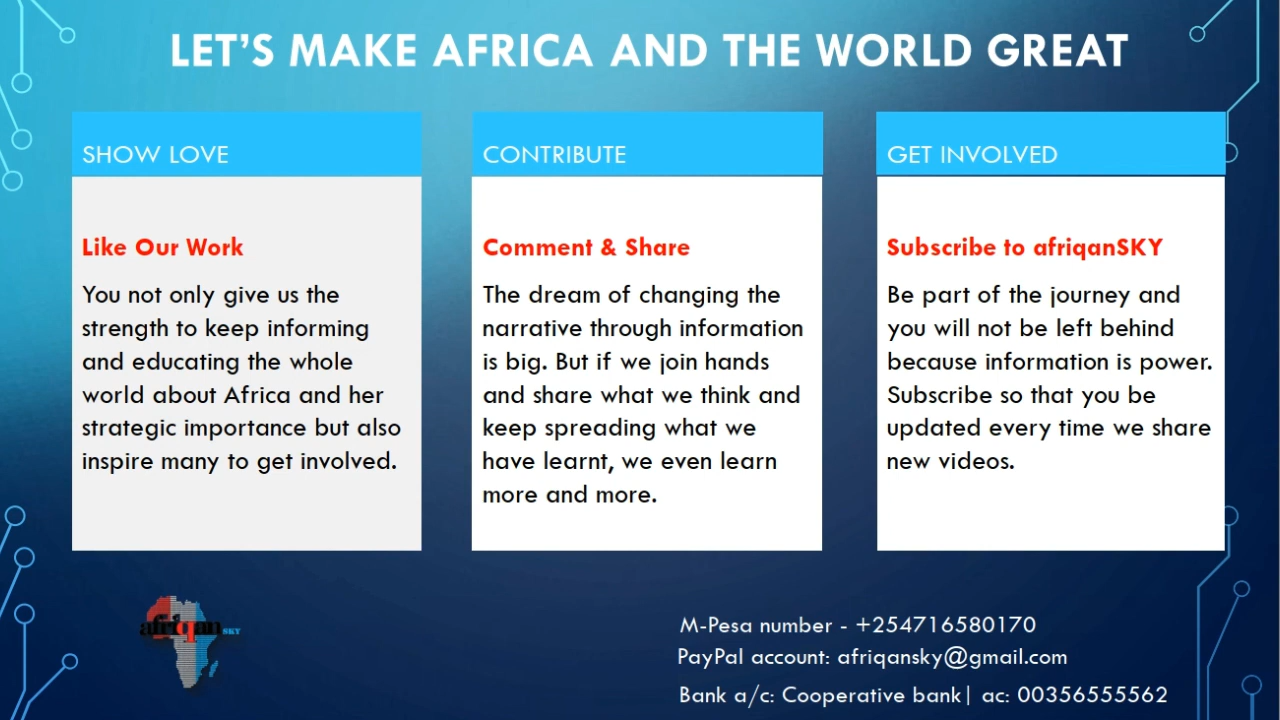 LET'S MAKE AFRICA AND THE WORLD GREAT
SHOW LOVE
Like Our Work
You not only give us the
strength to keep informing
and educating the whole
world about Africa and her
strategic importance but also
inspire many to get involved.
CONTRIBUTE
Comment & Share
The dream of changing the
narrative through information
is big. But if we join hands
and share what we think and
keep spreading what we
have learnt, we even learn
more and more.
GET INVOLVED
Subscribe to afriqanSKY
Be part of the journey and
you will not be left behind
because information is power.
Subscribe so that you be
updated every time we share
new videos.
afriqan SKY
M-Pesa number - +254716580170
PayPal account: afriqansky@gmail.com
Bank a/c: Cooperative bank| ac: 00356555562